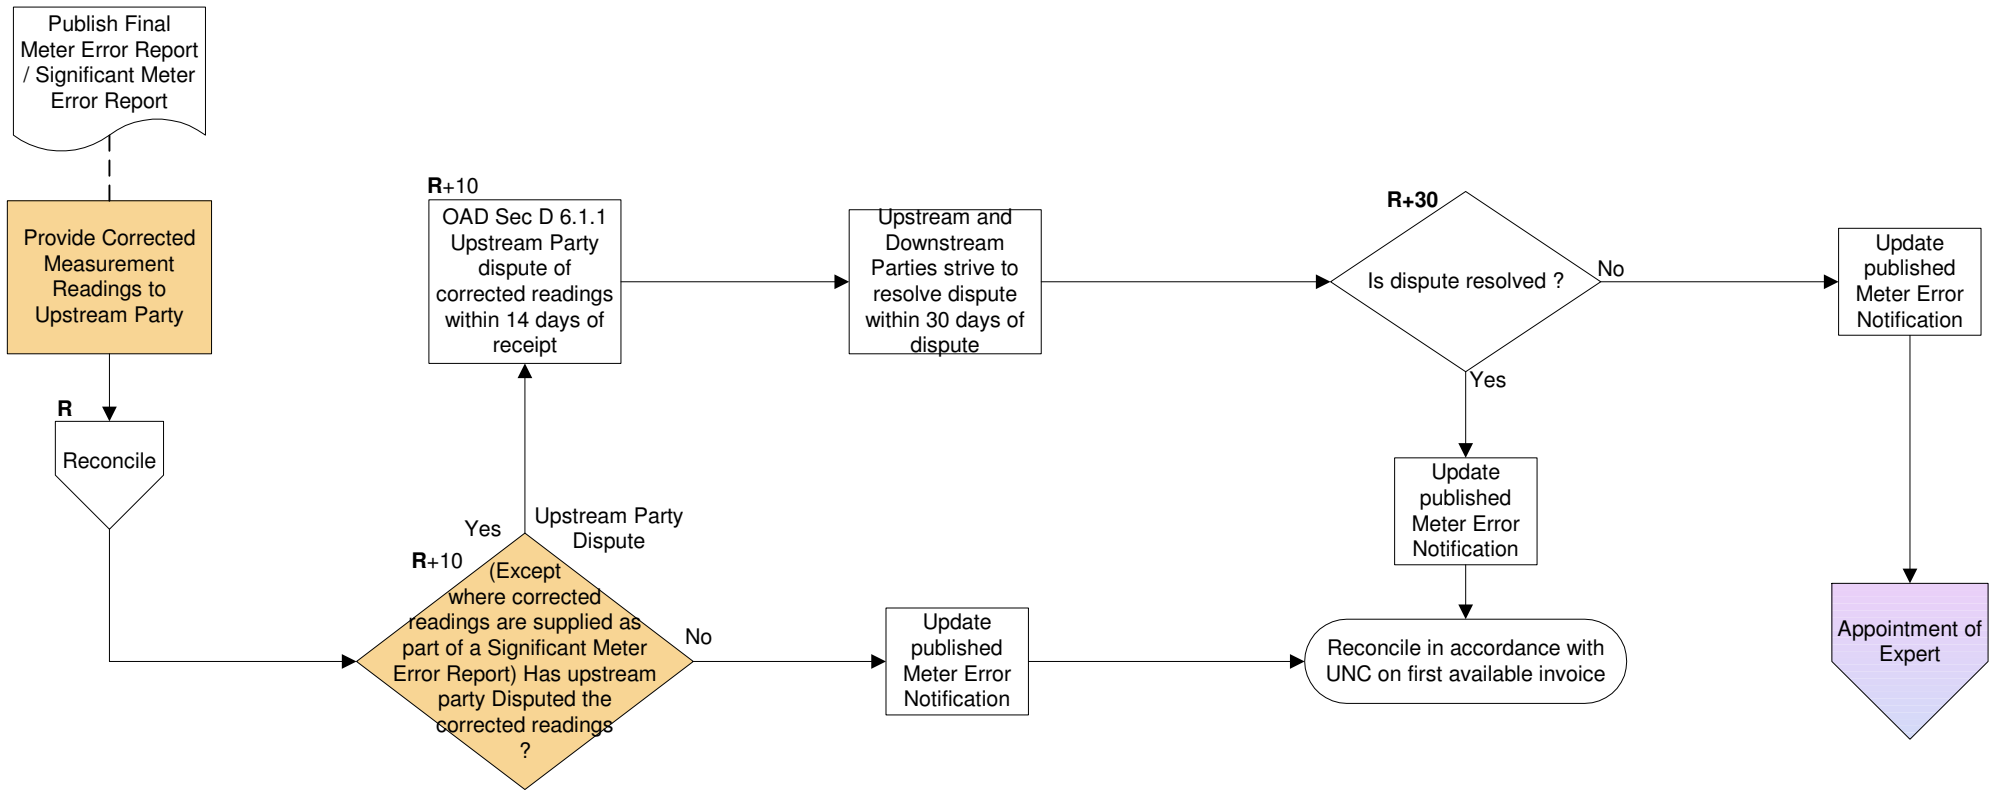 Publish Final
Meter Error Report
/ Significant Meter
Error Report
Provide Corrected
Measurement
Readings to
Upstream Party
R
Reconcile
R+10
OAD Sec D 6.1.1
Upstream Party
dispute of
corrected readings
within 14 days of
receipt
Yes
Upstream Party
Dispute
R+10
(Except
where corrected
readings are supplied as
part of a Significant Meter
Error Report) Has upstream
party Disputed the
corrected readings
?
No
Upstream and
Downstream
Parties strive to
resolve dispute
within 30 days of
dispute
Update
published
Meter Error
Notification
R+30
Is dispute resolved ?
No
Yes
Update
published
Meter Error
Notification
Reconcile in accordance with
UNC on first available invoice
Update
published
Meter Error
Notification
Appointment of
Expert